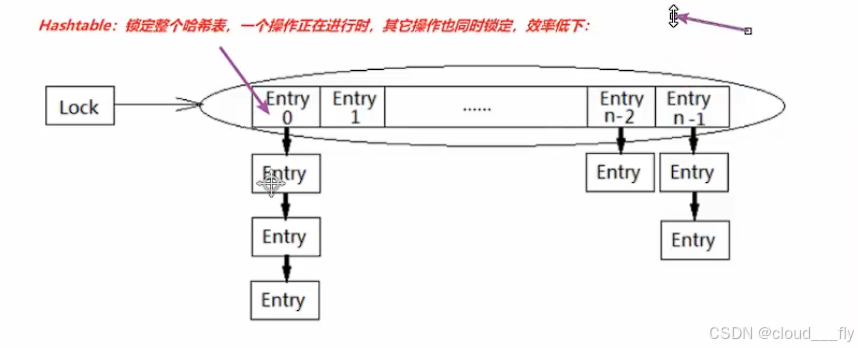 Hashtable：锁定整个哈希表，一个操作正在进行时，其它操作也同时锁定，效率低下：
Lock
Entry 0
Entry 1
......
Entry n-2
Entry n-1
Entry
Entry
Entry
Entry
Entry
Entry
CSDN @cloud___fly